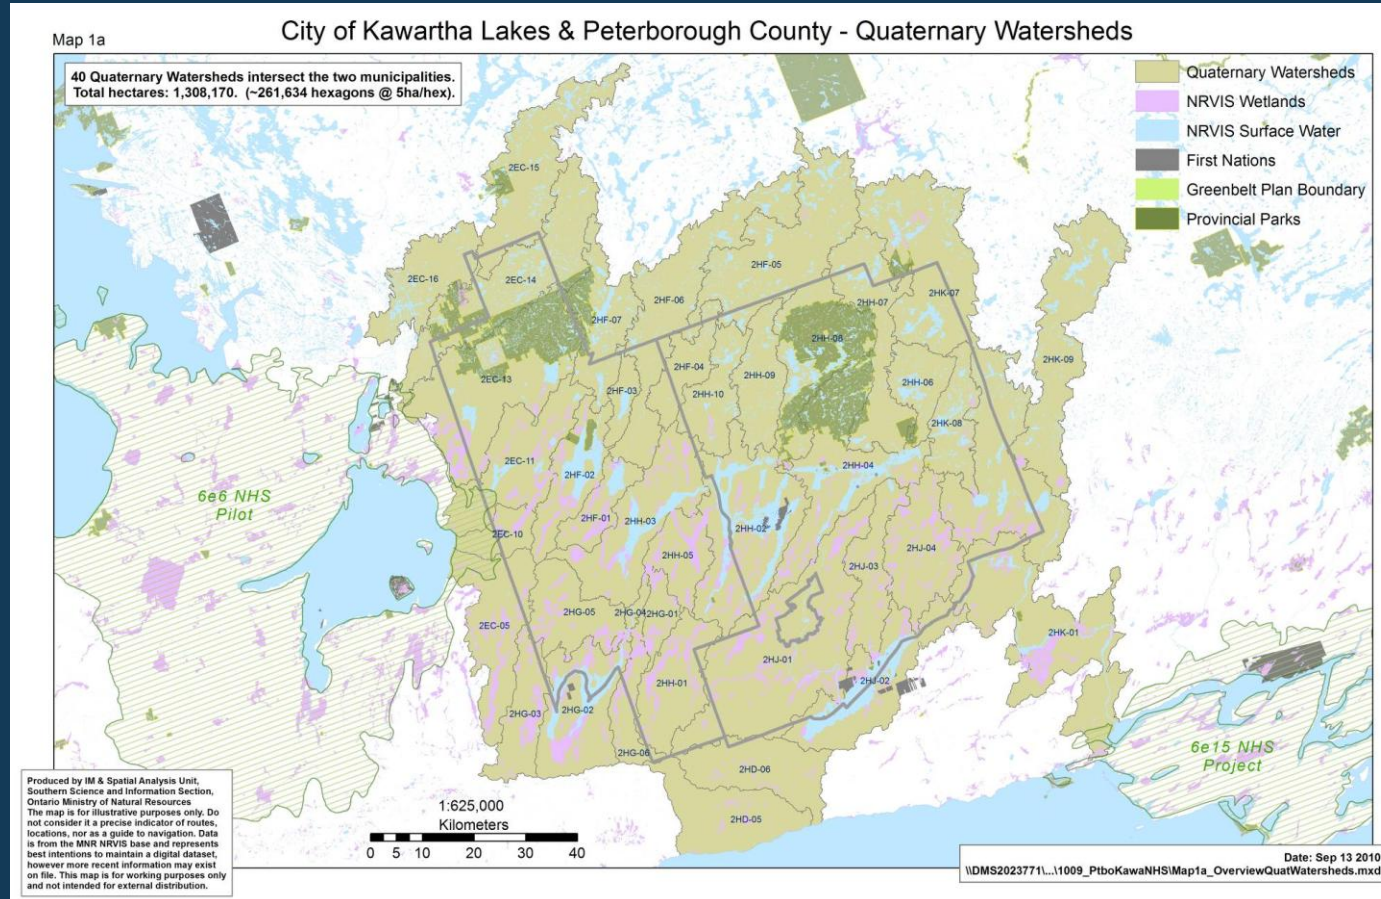 City of Kawartha Lakes & Peterborough County - Quaternary Watersheds
Map 1a
40 Quaternary Watersheds intersect the two municipalities.
Total hectares: 1,308,170. (~261,634 hexagons @ 5ha/hex).
Quaternary Watersheds
NRVIS Wetlands
NRVIS Surface Water
First Nations
Greenbelt Plan Boundary
Provincial Parks
2EC-15
2EC-16
2EC-14
2HF-05
2HF-06
2HF-07
2HH-07
2HK-07
2HH-08
2HK-09
2EC-13
2HF-04
2HF-03
2HH-09
2HH-10
2HH-06
2HK-08
2EC-11
2HF-02
2HH-04
6e6 NHS
Pilot
2HF-01
2HH-03
2HH-02
2EC-10
2HH-05
2HJ-04
2HJ-03
2HG-05
2HG-04
2HG-01
2EC-05
2HK-01
2HJ-01
2HH-01
2HJ-02
2HG-03
2HG-02
2HG-06
6e15 NHS
Project
2HD-06
2HD-05
Produced by IM & Spatial Analysis Unit,
Southern Science and Information Section,
Ontario Ministry of Natural Resources
The map is for illustrative purposes only. Do
not consider it a precise indicator of routes,
locations, nor as a guide to navigation. Data
is from the MNR NRVIS base and represents
best intentions to maintain a digital dataset,
however more recent information may exist
on file. This map is for working purposes only
and not intended for external distribution.
1:625,000
Kilometers
0 5 10 20 30 40
Date: Sep 13 2010
\\DMS2023771\...\1009_PtboKawaNHS\Map1a_OverviewQuatWatersheds.mxd